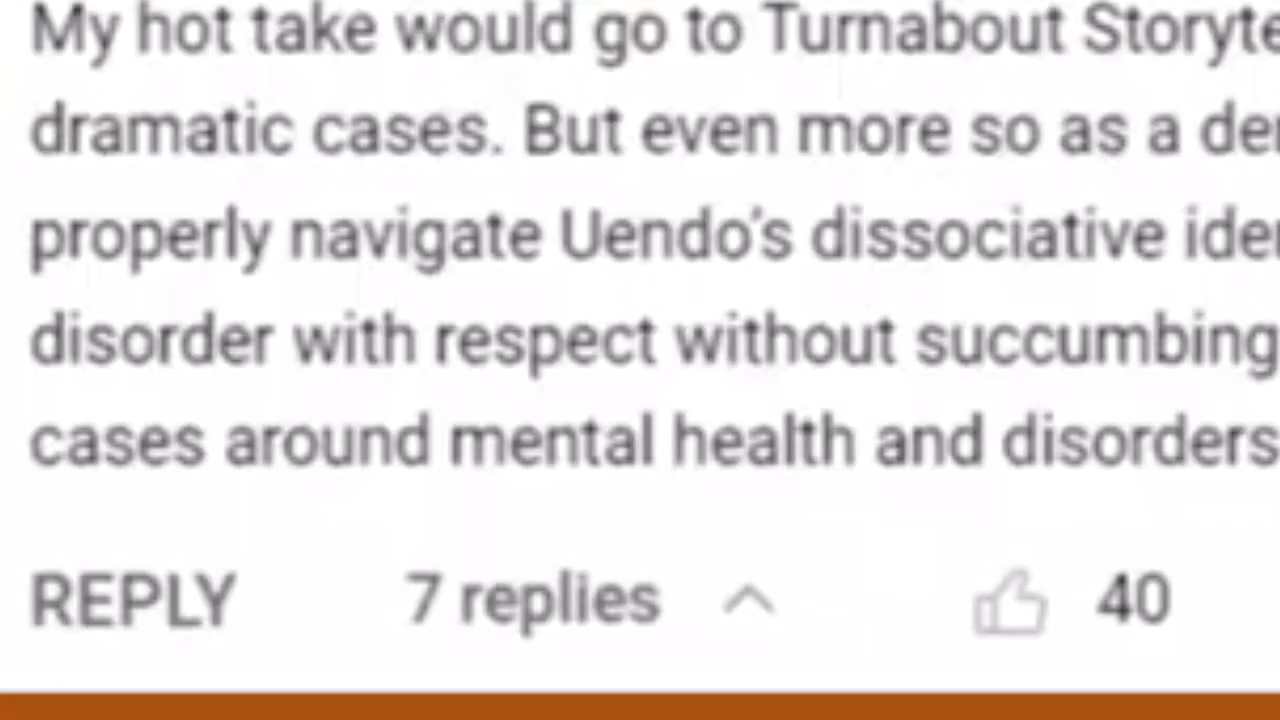 My hot take would go to Turnabout Storyte
dramatic cases. But even more so as a de
properly navigate Uendo's dissociative ide
disorder with respect without succumbing
cases around mental health and disorders
REPLY 7 replies 40